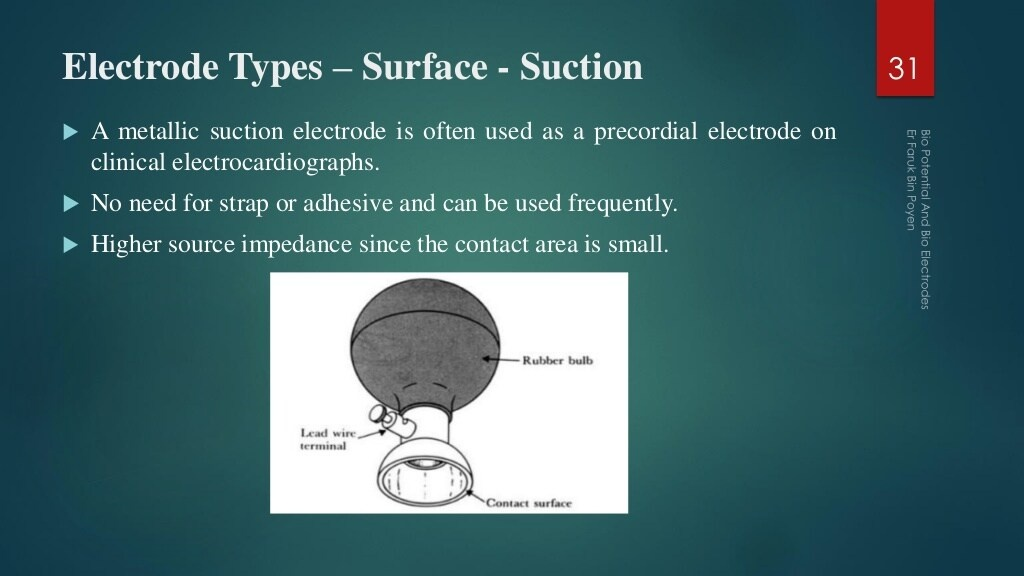 Electrode Types – Surface - Suction
31
A metallic suction electrode is often used as a precordial electrode on
clinical electrocardiographs.
No need for strap or adhesive and can be used frequently.
Higher source impedance since the contact area is small.
Rubber bulb
Lead wire
terminal
Contact surface
Bio Potential And Bio Electrodes
Er Faruk Bin Poyen